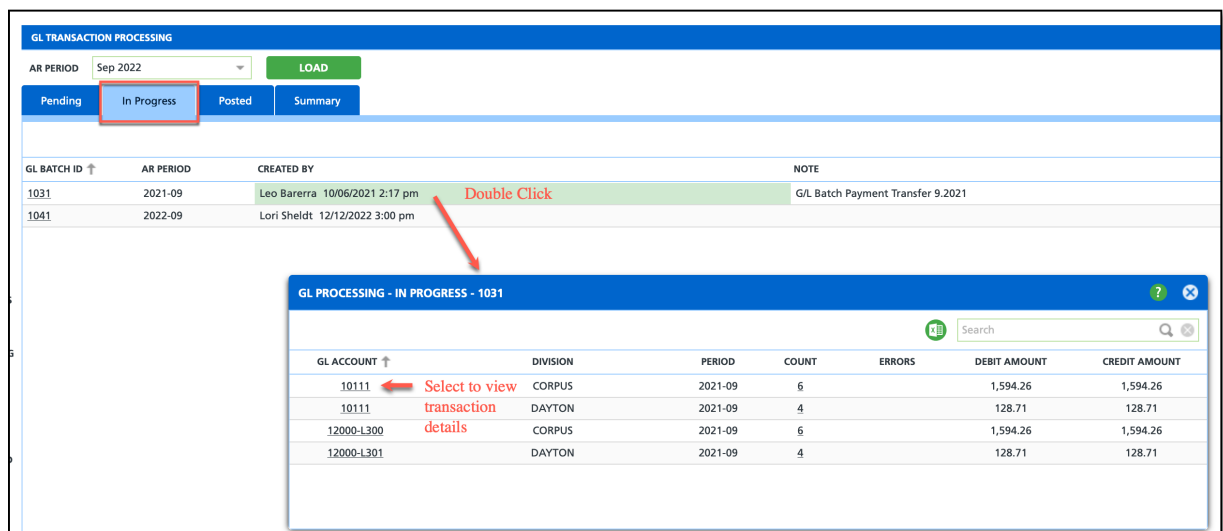 GL TRANSACTION PROCESSING
AR PERIOD Sep 2022 LOAD
Pending In Progress Posted Summary
GL BATCH ID AR PERIOD CREATED BY NOTE
1031 2021-09 Leo Barerra 10/06/2021 2:17 pm Double Click G/L Batch Payment Transfer 9.2021
1041 2022-09 Lori Sheldt 12/12/2022 3:00 pm
GL PROCESSING - IN PROGRESS - 1031 ?
Search
GL ACCOUNT DIVISION PERIOD COUNT ERRORS DEBIT AMOUNT CREDIT AMOUNT
10111 Select to view CORPUS 2021-09 6 1,594.26 1,594.26
10111 transaction DAYTON 2021-09 4 128.71 128.71
12000-L300 details CORPUS 2021-09 6 1,594.26 1,594.26
12000-L301 DAYTON 2021-09 4 128.71 128.71